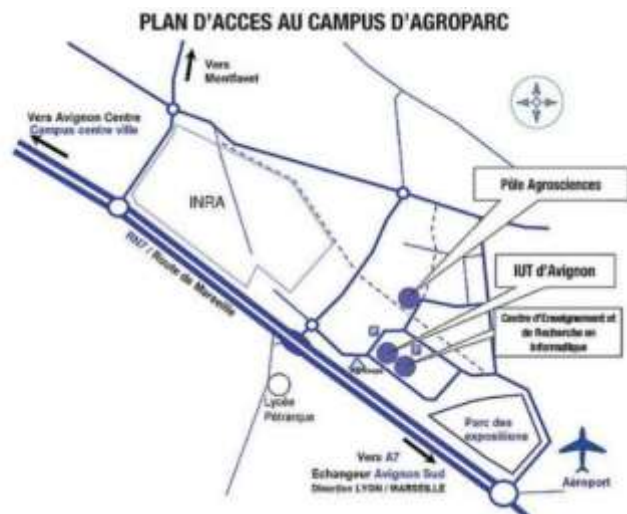 PLAN D'ACCES AU CAMPUS D'AGROPARC
Vers
Montfavet
Vers Avignon Centre
Campus centre ville
INRA
Pôle Agrosciences
RN7 / Route de Marseille
IUT d'Avignon
Centre d'Enseignement et
de Recherche en
Informatique
P
P
Lycée
Pétrarque
Parc des
expositions
Vers A7
Echangeur Avignon Sud
Direction LYON / MARSEILLE
Aéroport